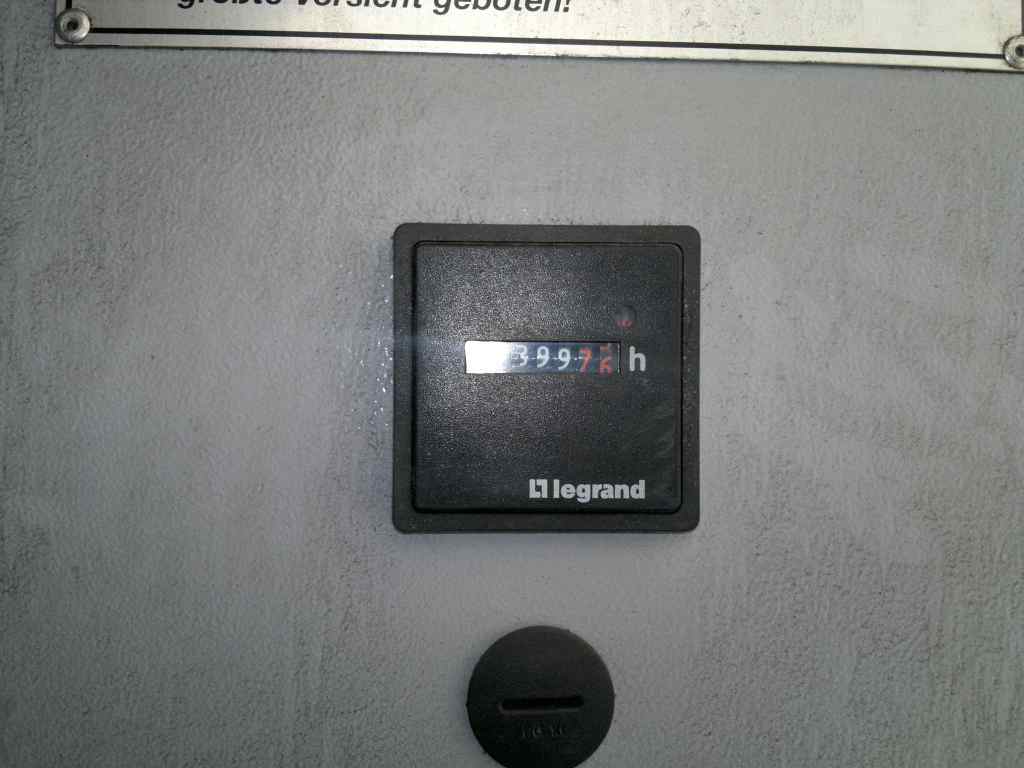 größte Vorsicht geboten!
3997
h
legrand